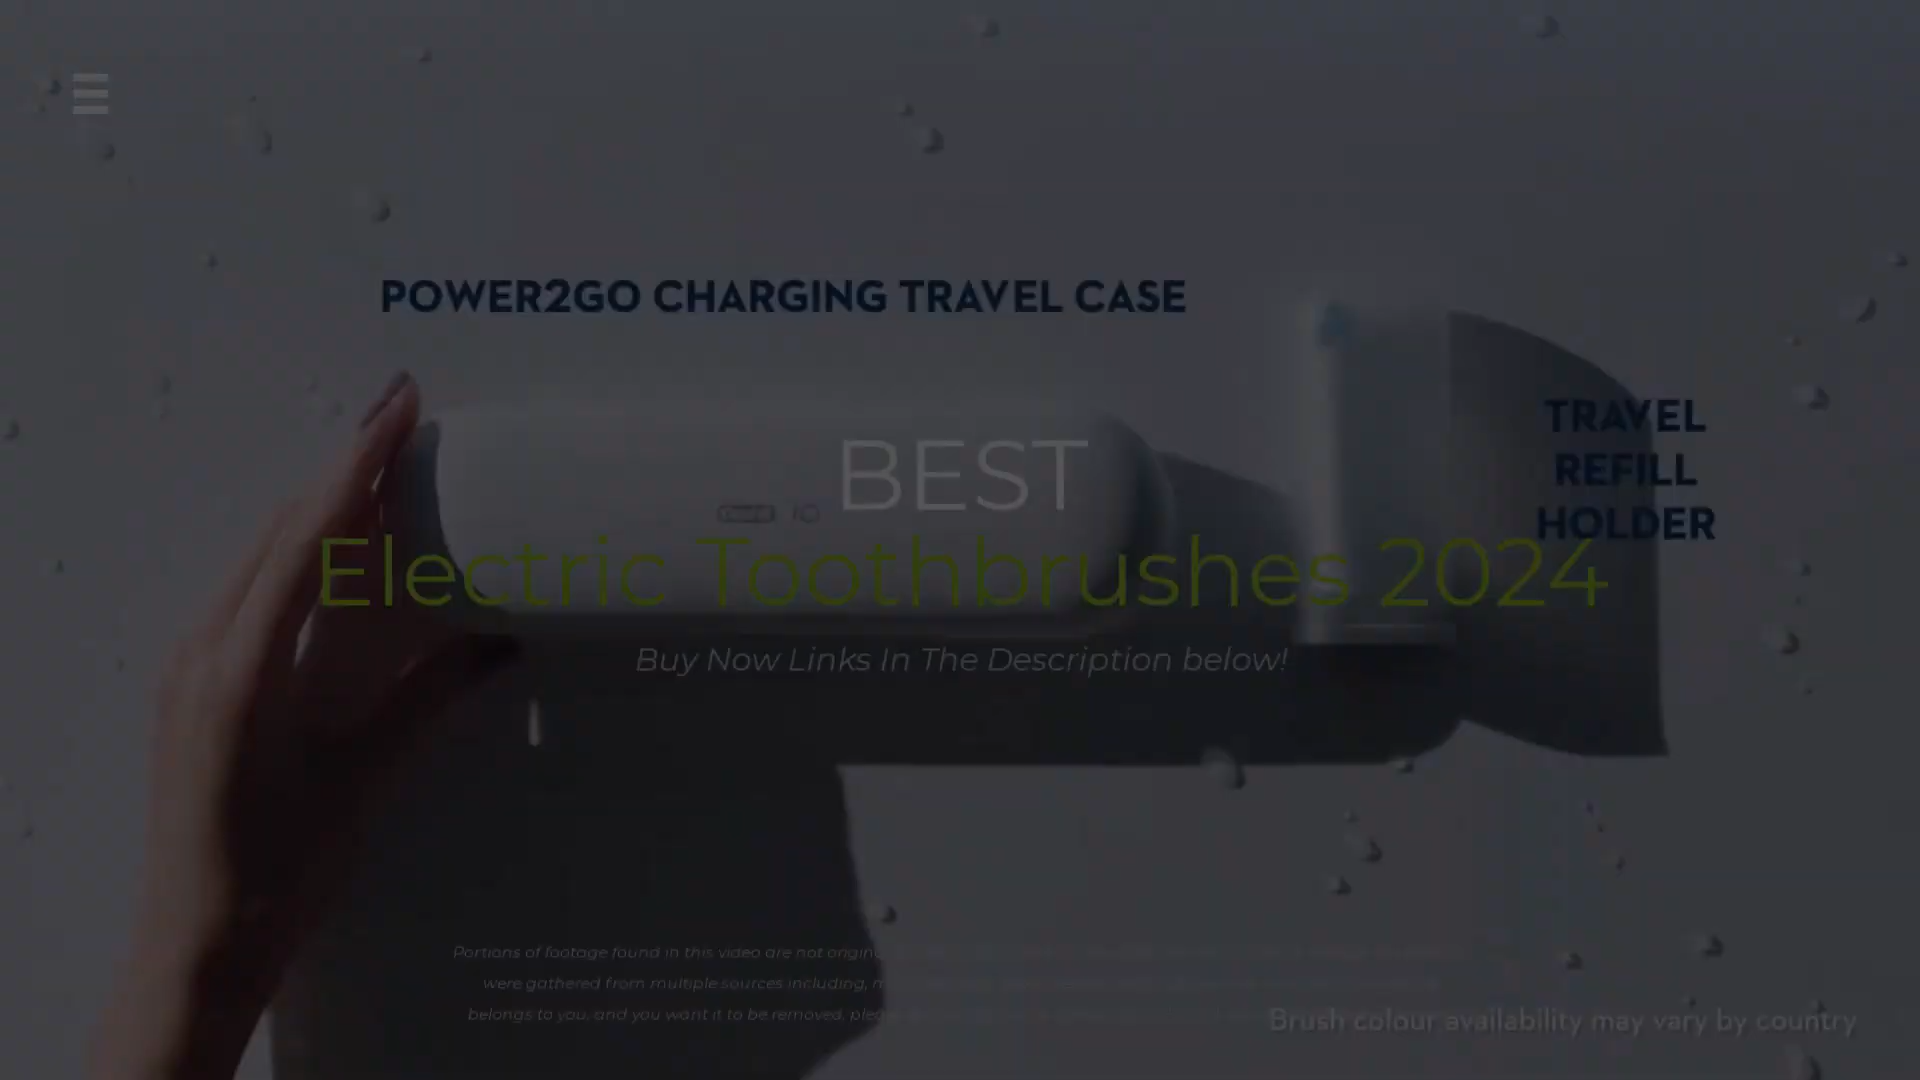 POWER2GO CHARGING TRAVEL CASE
TRAVEL
REFILL
HOLDER
BEST
iO
Electric Toothbrushes 2024
Buy Now Links In The Description below!
Portions of footage found in this video are not
were gathered from multiple sources including,
belongs to you, and you want it to be removed,
Brush colour availability may vary by country